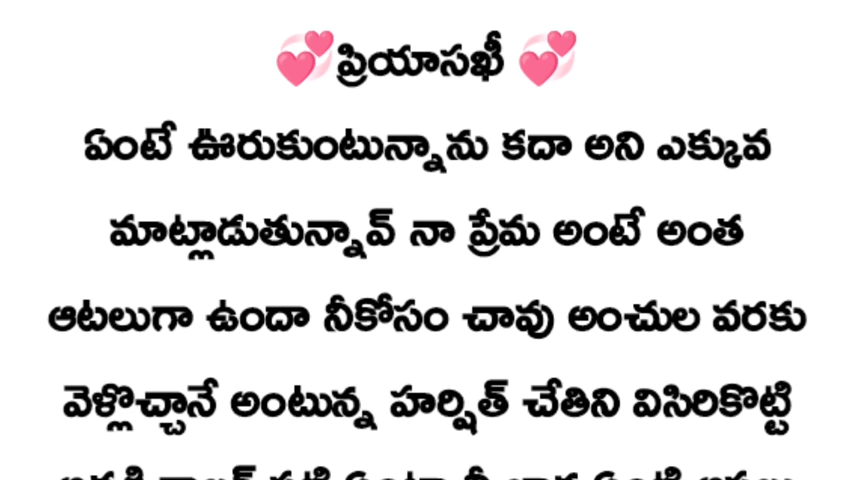 💞ప్రియాసఖీ 💞
ఏంటే ఊరుకుంటున్నాను కదా అని ఎక్కువ
మాట్లాడుతున్నావ్ నా ప్రేమ అంటే అంత
ఆటలుగా ఉందా నీకోసం చావు అంచుల వరకు
వెళ్లొచ్చానే అంటున్న హర్షిత్ చేతిని విసిరికొట్టి